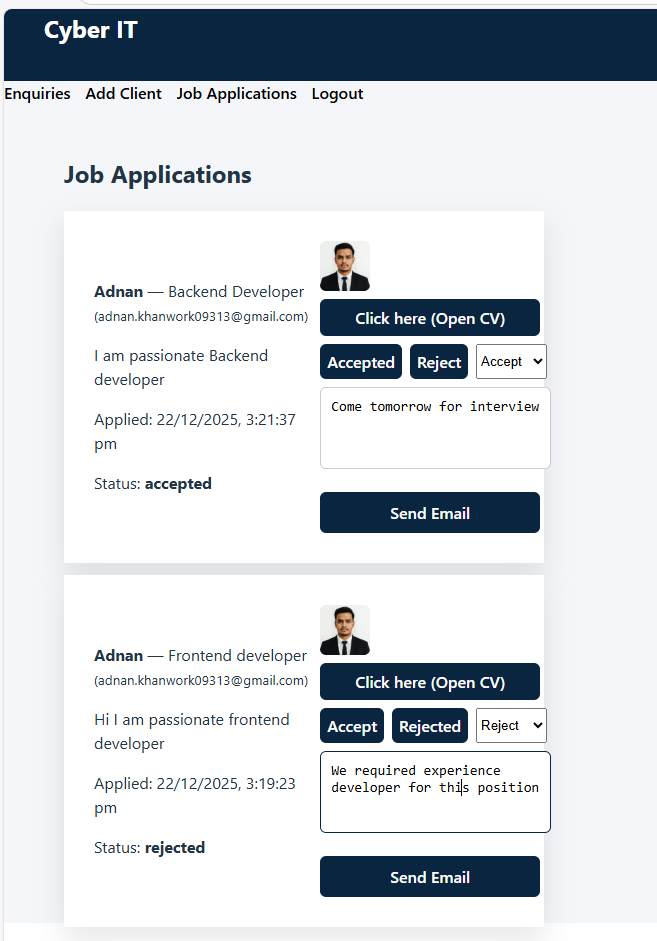 Cyber IT
Enquiries Add Client Job Applications Logout
Job Applications
Adnan — Backend Developer
(adnan.khanwork09313@gmail.com)
I am passionate Backend
developer
Applied: 22/12/2025, 3:21:37
pm
Status: accepted
Click here (Open CV)
Accepted Reject Accept
Come tomorrow for interview
Send Email
Adnan — Frontend developer
(adnan.khanwork09313@gmail.com)
Hi I am passionate frontend
developer
Applied: 22/12/2025, 3:19:23
pm
Status: rejected
Click here (Open CV)
Accept Rejected Reject
We required experience
developer for this position
Send Email